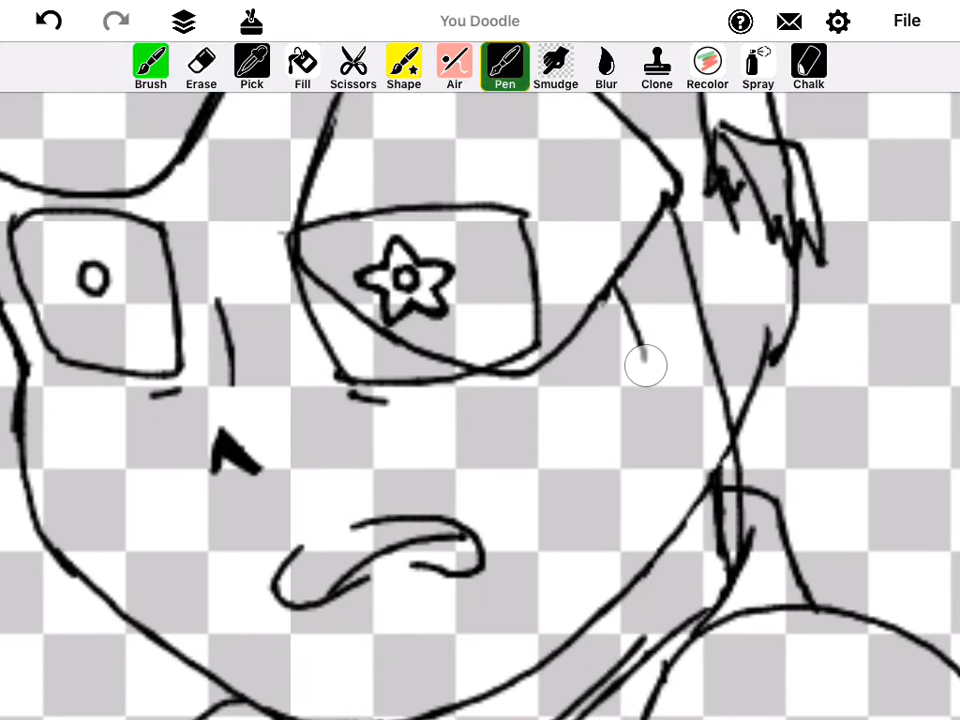 You Doodle
File
Brush Erase Pick Fill Scissors Shape Air Pen Smudge Blur Clone Recolor Spray Chalk